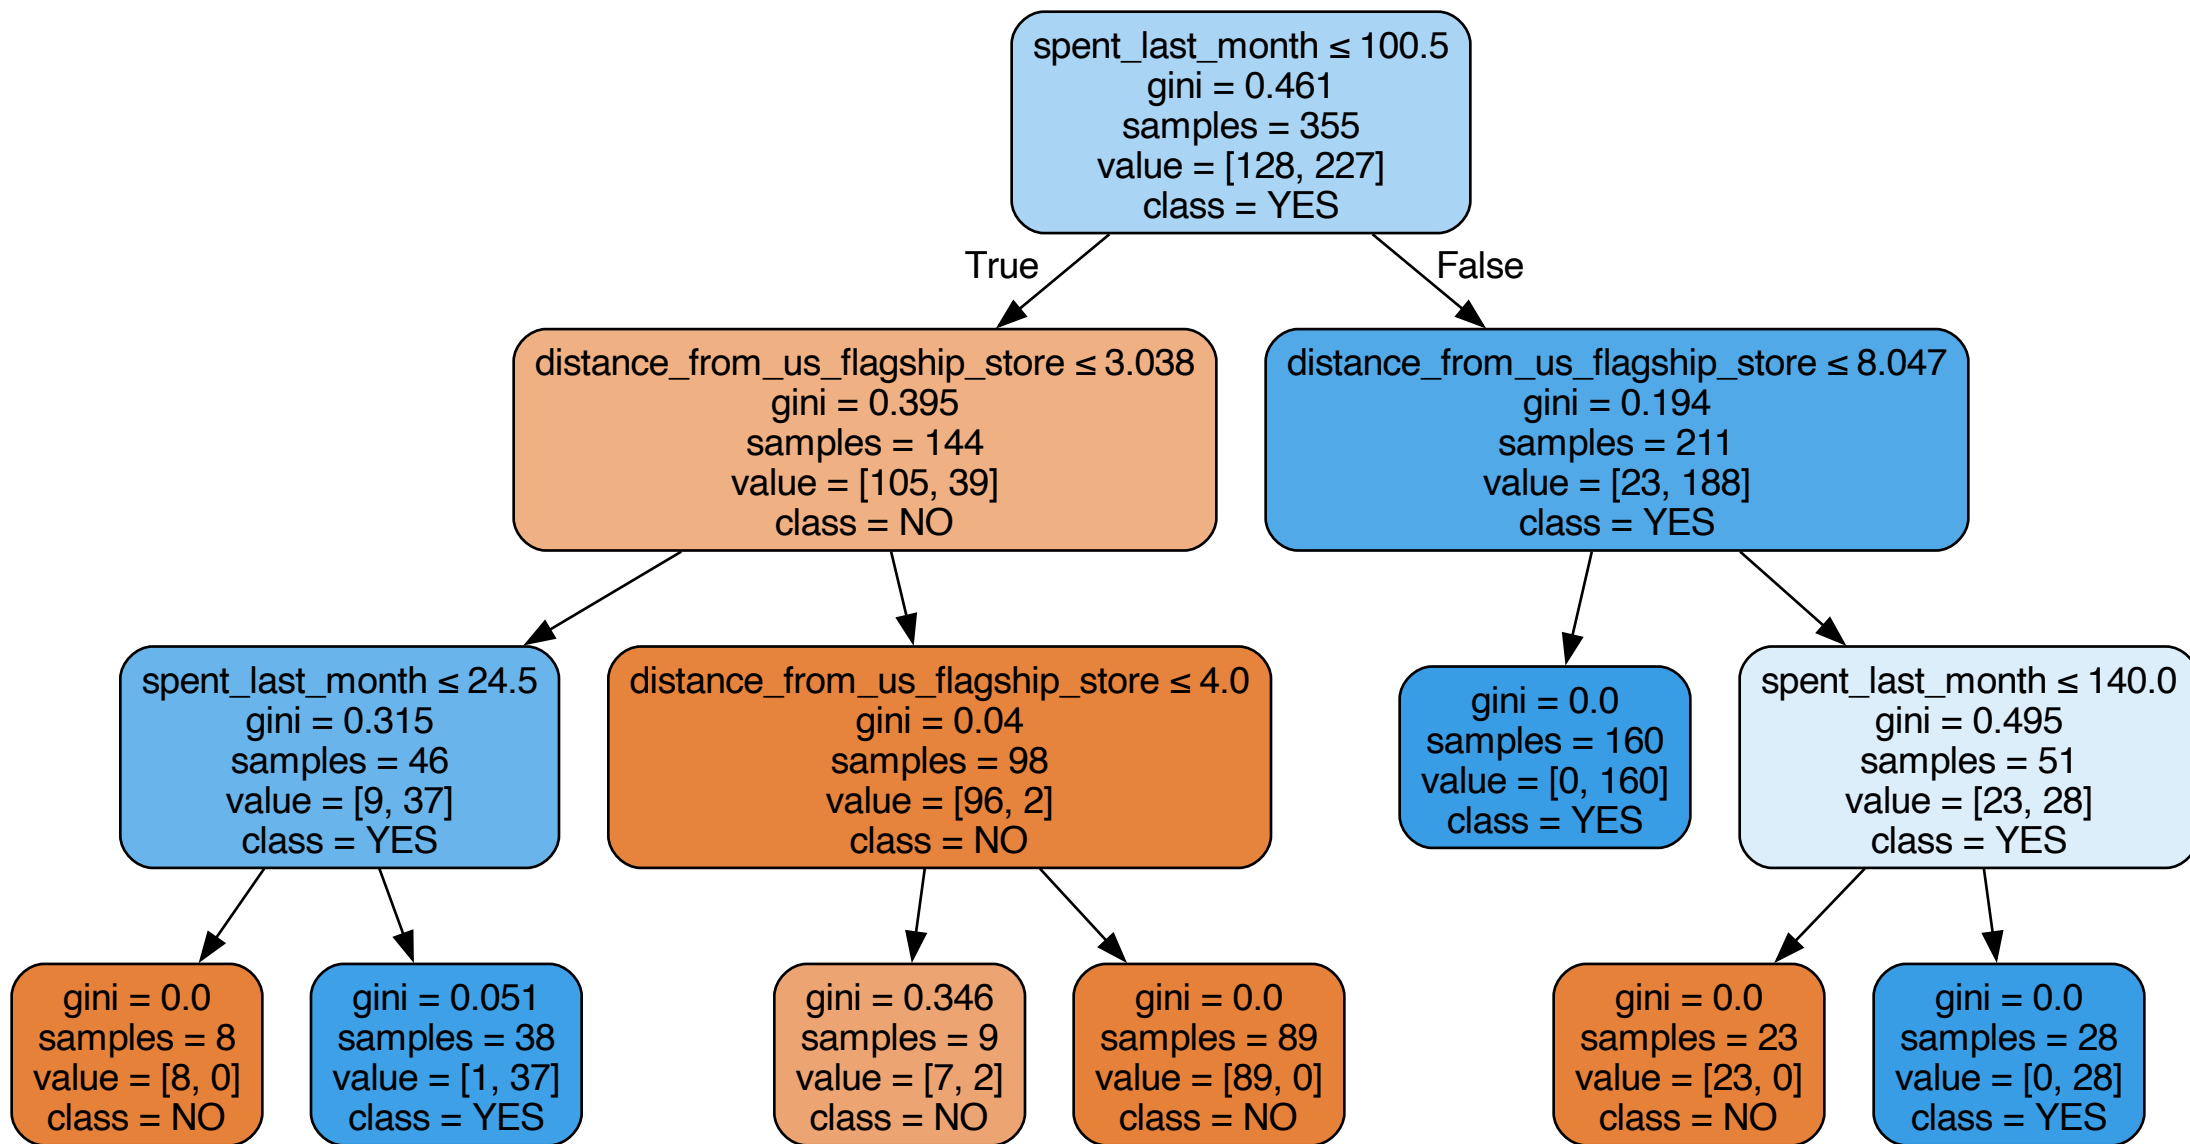 spent_last_month ≤ 100.5
gini = 0.461
samples = 355
value = [128, 227]
class = YES
True
False
distance_from_us_flagship_store ≤ 3.038
gini = 0.395
samples = 144
value = [105, 39]
class = NO
distance_from_us_flagship_store ≤ 8.047
gini = 0.194
samples = 211
value = [23, 188]
class = YES
spent_last_month ≤ 24.5
gini = 0.315
samples = 46
value = [9, 37]
class = YES
distance_from_us_flagship_store ≤ 4.0
gini = 0.04
samples = 98
value = [96, 2]
class = NO
gini = 0.0
samples = 160
value = [0, 160]
class = YES
spent_last_month ≤ 140.0
gini = 0.495
samples = 51
value = [23, 28]
class = YES
gini = 0.0
samples = 8
value = [8, 0]
class = NO
gini = 0.051
samples = 38
value = [1, 37]
class = YES
gini = 0.346
samples = 9
value = [7, 2]
class = NO
gini = 0.0
samples = 89
value = [89, 0]
class = NO
gini = 0.0
samples = 23
value = [23, 0]
class = NO
gini = 0.0
samples = 28
value = [0, 28]
class = YES